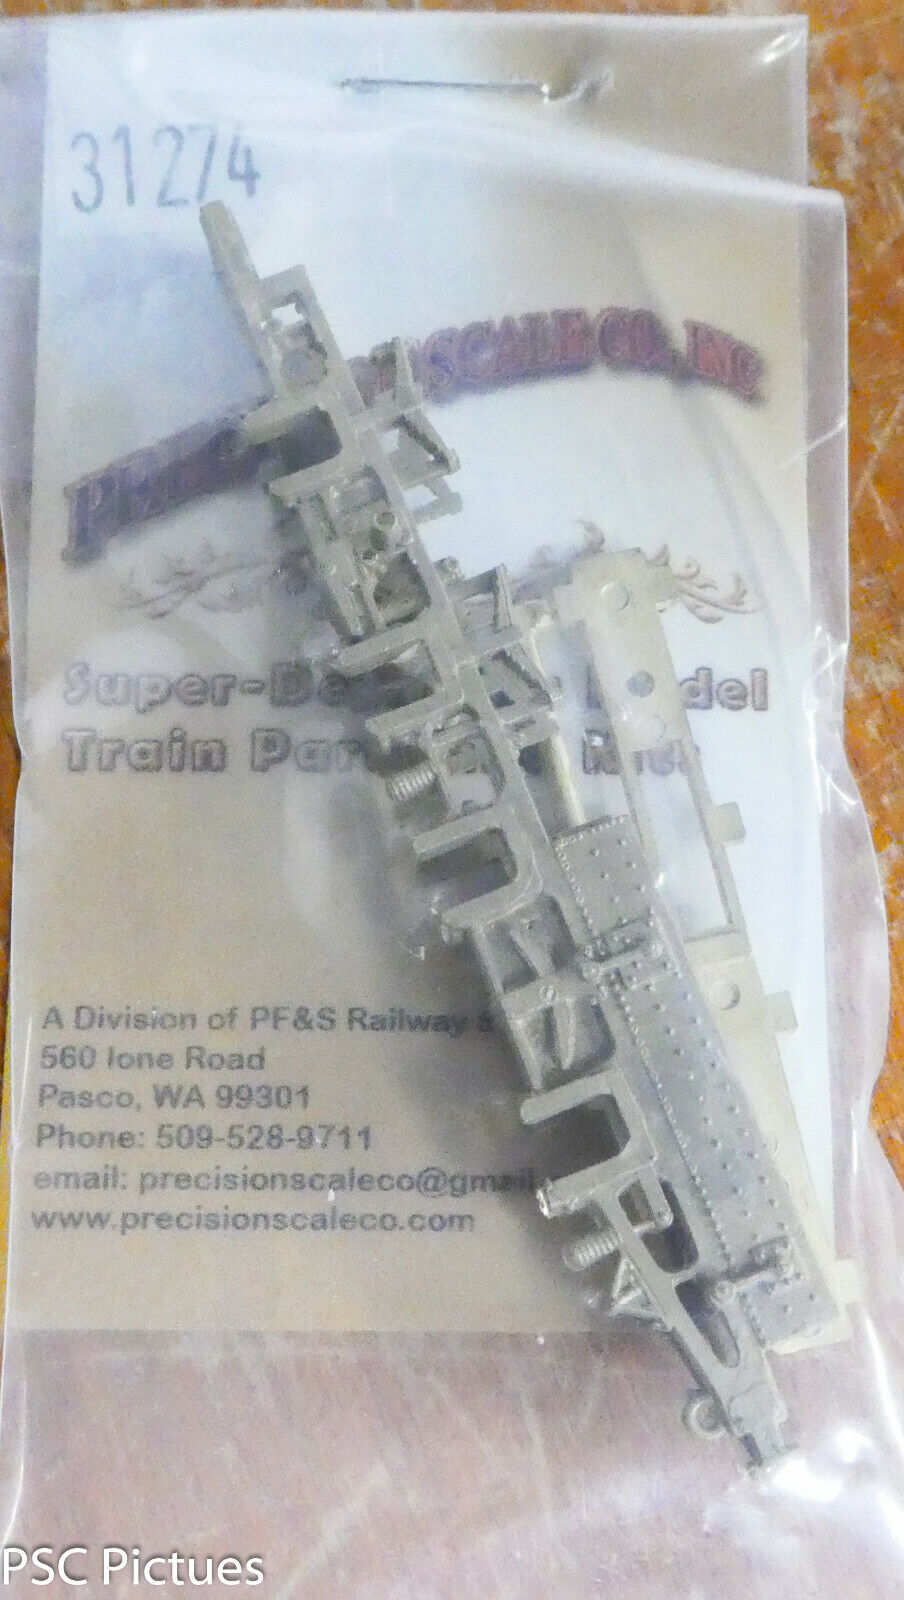 31274
SCALE CO. INC
Super-De del
Train Par
A Division of PF&S Railway S
560 Ione Road
Pasco, WA 99301
Phone: 509-528-9711
email: precisionscaleco@gmail
www.precisionscaleco.com
PSC Pictues